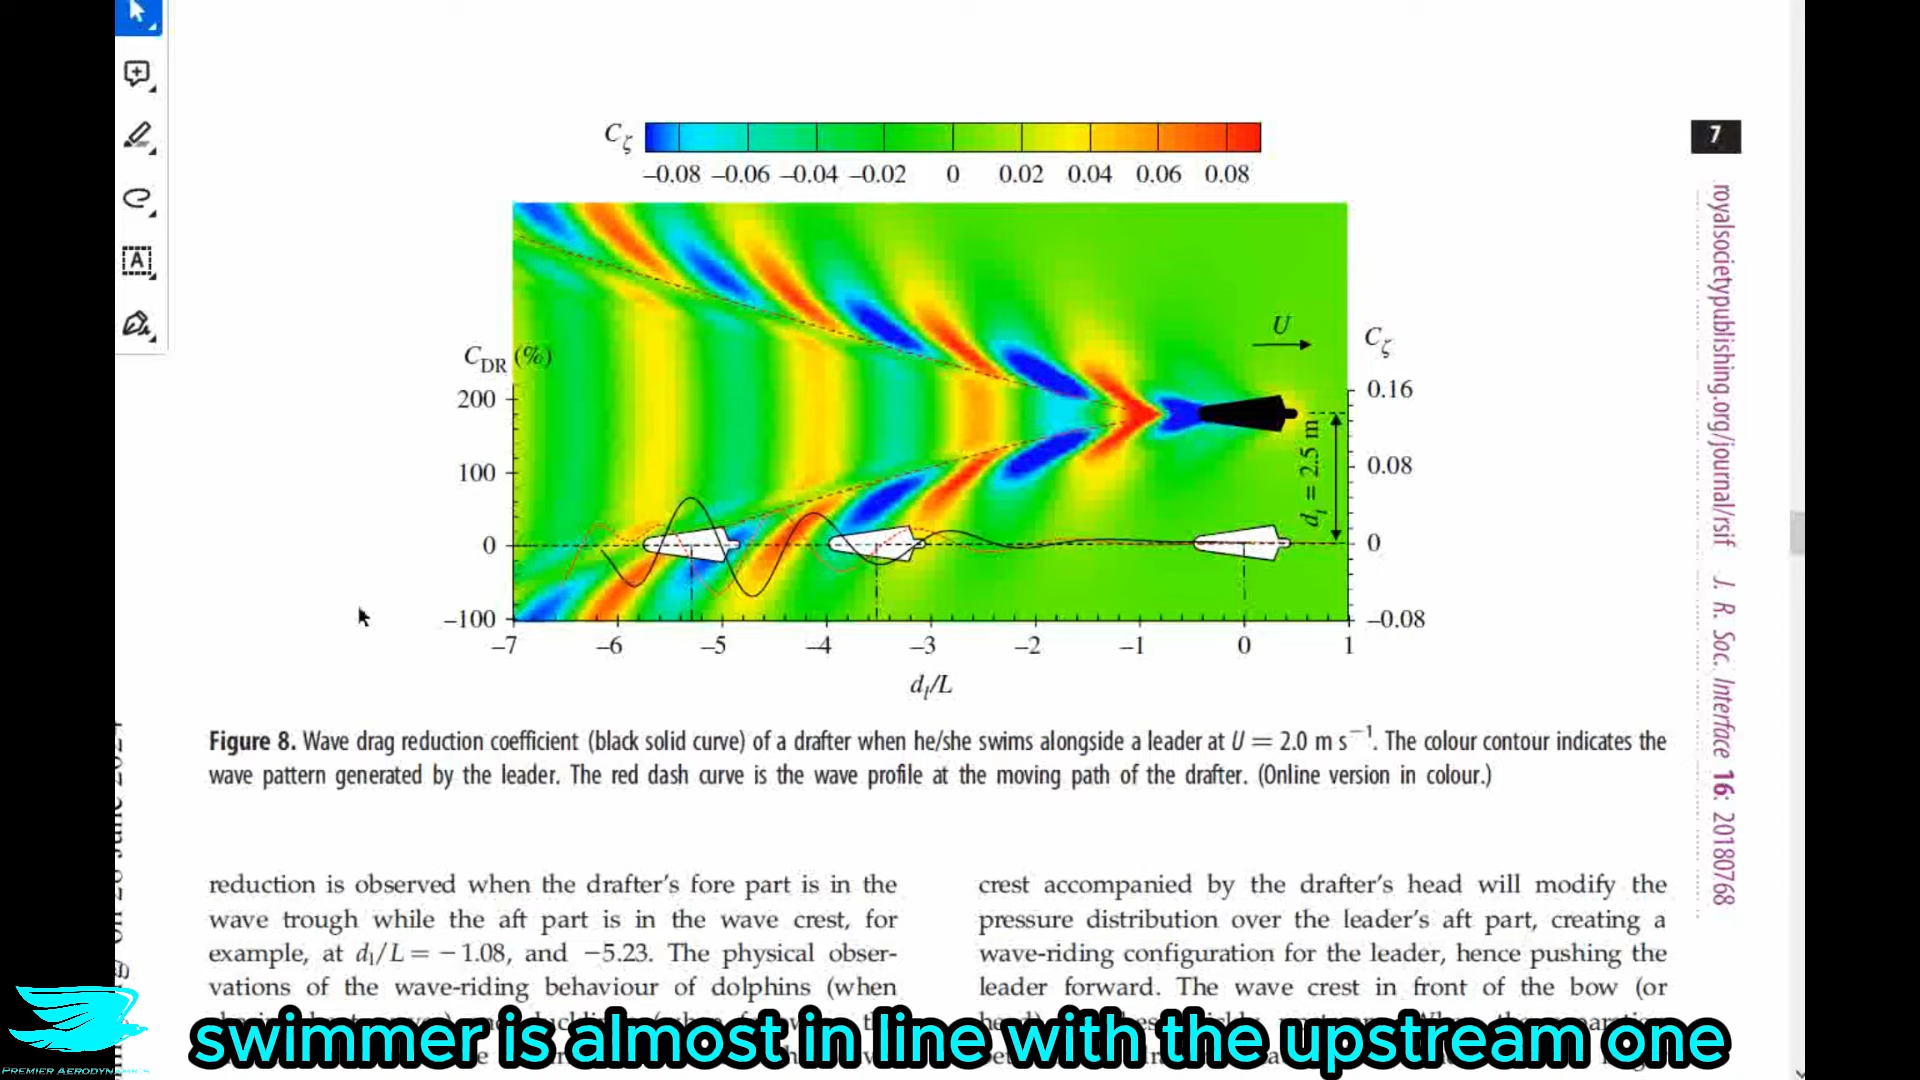 7
Cζ
−0.08 −0.06 −0.04 −0.02 0 0.02 0.04 0.06 0.08
U
Cζ
CDR (%)
200
100
0
−100
0.16
0.08
0
−0.08
dl = 2.5 m
−7 −6 −5 −4 −3 −2 −1 0 1
dl/L
Figure 8. Wave drag reduction coefficient (black solid curve) of a drafter when he/she swims alongside a leader at U = 2.0 m s−1. The colour contour indicates the
wave pattern generated by the leader. The red dash curve is the wave profile at the moving path of the drafter. (Online version in colour.)
reduction is observed when the drafter's fore part is in the
wave trough while the aft part is in the wave crest, for
example, at dl/L = −1.08, and −5.23. The physical obser-
vations of the wave-riding behaviour of dolphins (when
crest accompanied by the drafter's head will modify the
pressure distribution over the leader's aft part, creating a
wave-riding configuration for the leader, hence pushing the
leader forward. The wave crest in front of the bow (or
royalsocietypublishing.org/journal/rsif J. R. Soc. Interface 16: 20180768
swimmer is almost in line with the upstream one
PREMIER AERODYNAMICS